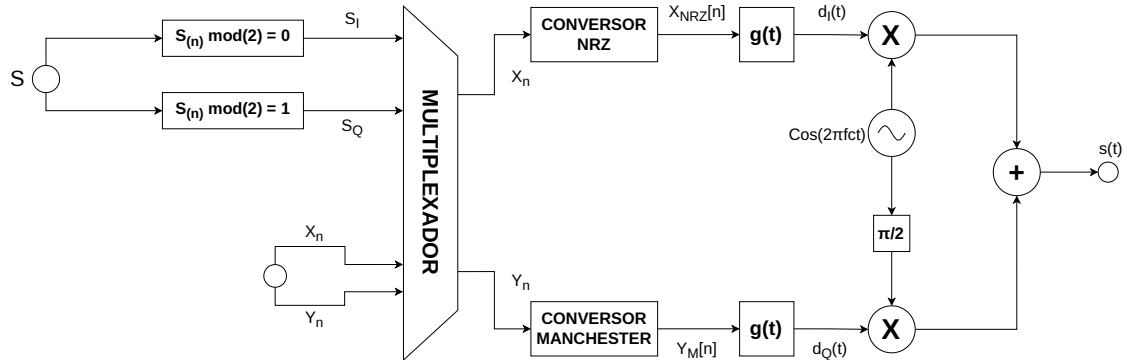 S
S(n) mod(2) = 0
S(n) mod(2) = 1
SI
SQ
Xn
Yn
MULTIPLEXADOR
Xn
Yn
CONVERSOR
NRZ
CONVERSOR
MANCHESTER
XNRZ[n]
YM[n]
g(t)
g(t)
dI(t)
dQ(t)
X
Cos(2πfct)
π/2
X
+
s(t)